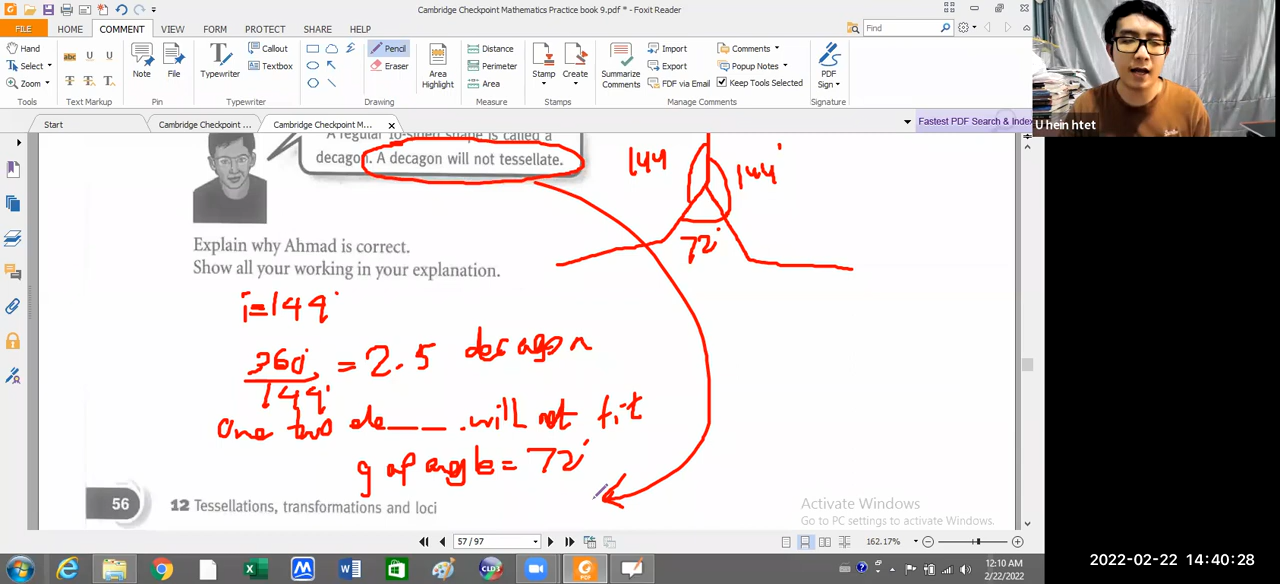 Cambridge Checkpoint Mathematics Practice book 9.pdf * - Foxit Reader
FILE HOME COMMENT VIEW FORM PROTECT SHARE HELP
Find
Hand
Select
Zoom
Tools
Text Markup
Note
File
Pin
Callout
Typewriter
Textbox
Typewriter
Pencil
Eraser
Drawing
Area Highlight
Distance
Perimeter
Area
Measure
Stamp
Create
Stamps
Summarize Comments
Import
Export
FDF via Email
Comments
Popup Notes
Keep Tools Selected
Manage Comments
PDF Sign
Signature
Start
Cambridge Checkpoint ...
Cambridge Checkpoint M...
Fastest PDF Search & Index
U hein htet
A regular 10-sided shape is called a
decagon. A decagon will not tessellate.
144
144°
72°
Explain why Ahmad is correct.
Show all your working in your explanation.
i=144°
360° = 2.5 decagon
144°
one two de____.will not fit
gap angle = 72°
56
12 Tessellations, transformations and loci
Activate Windows
Go to PC settings to activate Windows.
57 / 97
162.17%
12:10 AM
2/22/2022
2022-02-22 14:40:28